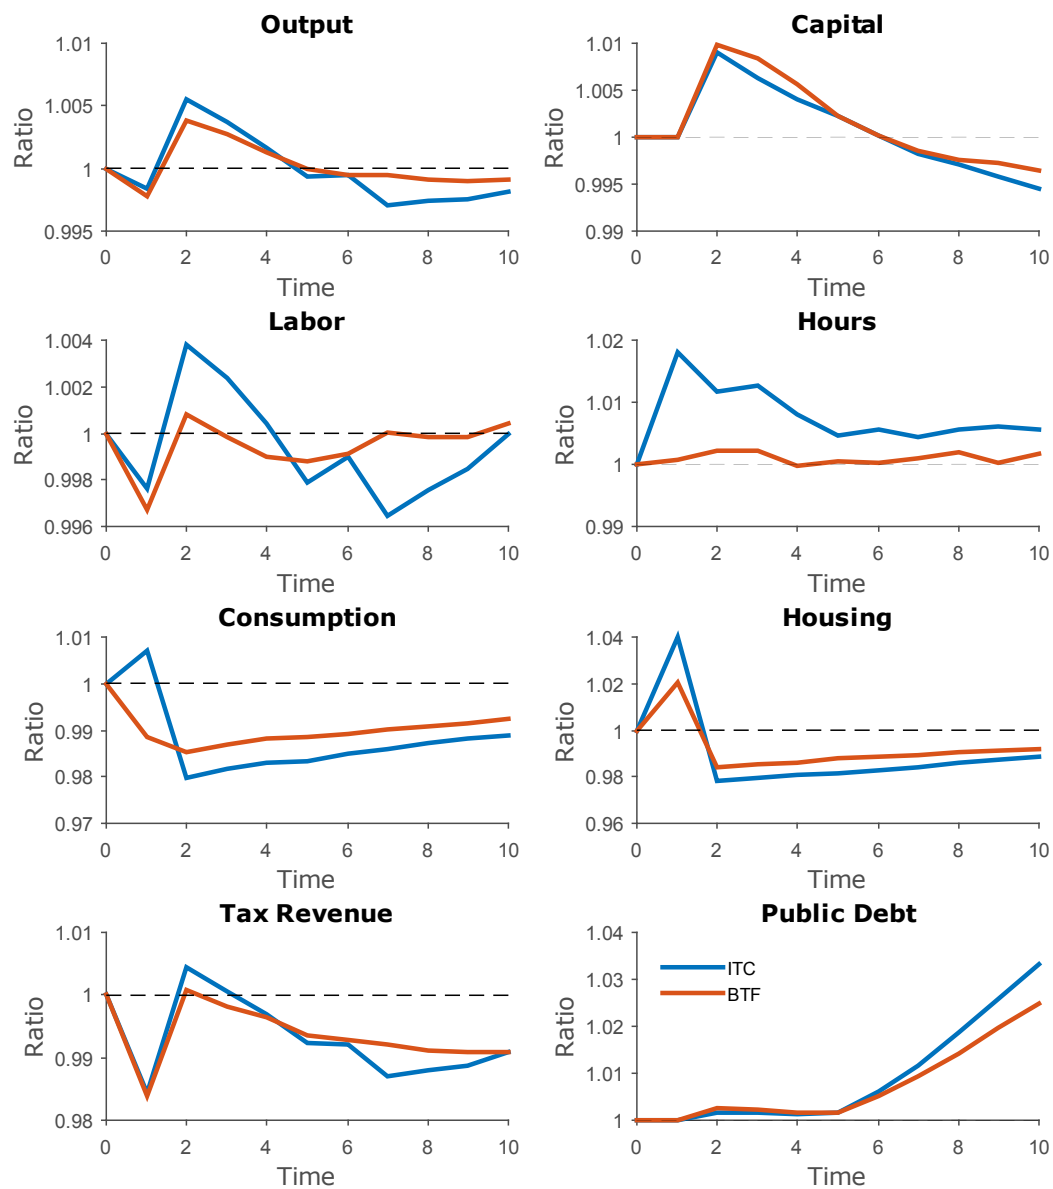 Output
1.01
1.005
1
0.995
Ratio
0 2 4 6 8 10
Time
Capital
1.01
1.005
1
0.995
0.99
Ratio
0 2 4 6 8 10
Time
Labor
1.004
1.002
1
0.998
0.996
Ratio
0 2 4 6 8 10
Time
Hours
1.02
1.01
1
0.99
Ratio
0 2 4 6 8 10
Time
Consumption
1.01
1
0.99
0.98
0.97
Ratio
0 2 4 6 8 10
Time
Housing
1.04
1.02
1
0.98
0.96
Ratio
0 2 4 6 8 10
Time
Tax Revenue
1.01
1
0.99
0.98
Ratio
0 2 4 6 8 10
Time
Public Debt
1.04
1.03
1.02
1.01
1
Ratio
ITC
BTF
0 2 4 6 8 10
Time